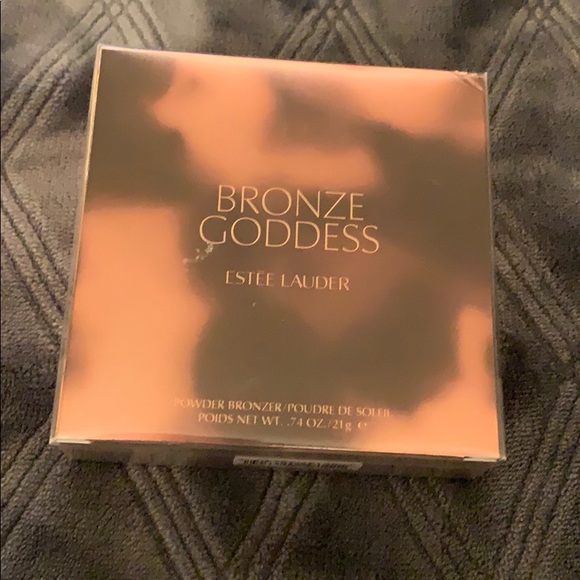 BRONZE
GODDESS
ESTĒE LAUDER
POWDER BRONZER/POUDRE DE SOLEIL
POIDS NET WT. .74 OZ./21g ℮